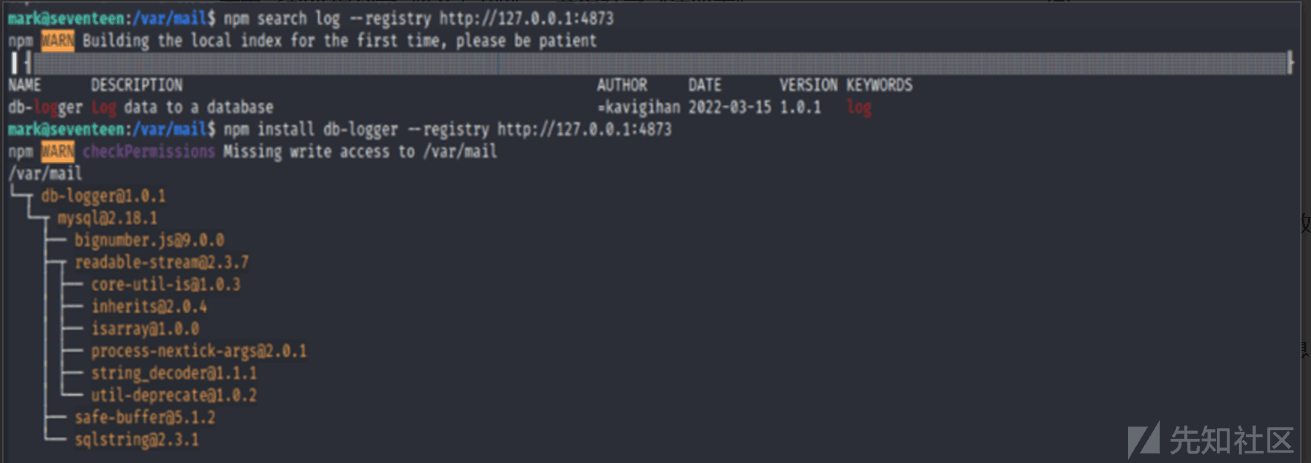 mark@seventeen:/var/mail$ npm search log --registry http://127.0.0.1:4873
npm WARN Building the local index for the first time, please be patient
NAME DESCRIPTION AUTHOR DATE VERSION KEYWORDS
db-logger Log data to a database =kavigihan 2022-03-15 1.0.1 log
mark@seventeen:/var/mail$ npm install db-logger --registry http://127.0.0.1:4873
npm WARN checkPermissions Missing write access to /var/mail
/var/mail
└─┬ db-logger@1.0.1
  └─┬ mysql@2.18.1
    ├── bignumber.js@9.0.0
    ├─┬ readable-stream@2.3.7
    │ ├── core-util-is@1.0.3
    │ ├── inherits@2.0.4
    │ ├── isarray@1.0.0
    │ ├── process-nextick-args@2.0.1
    │ ├── string_decoder@1.1.1
    │ └── util-deprecate@1.0.2
    ├── safe-buffer@5.1.2
    └── sqlstring@2.3.1
先知社区